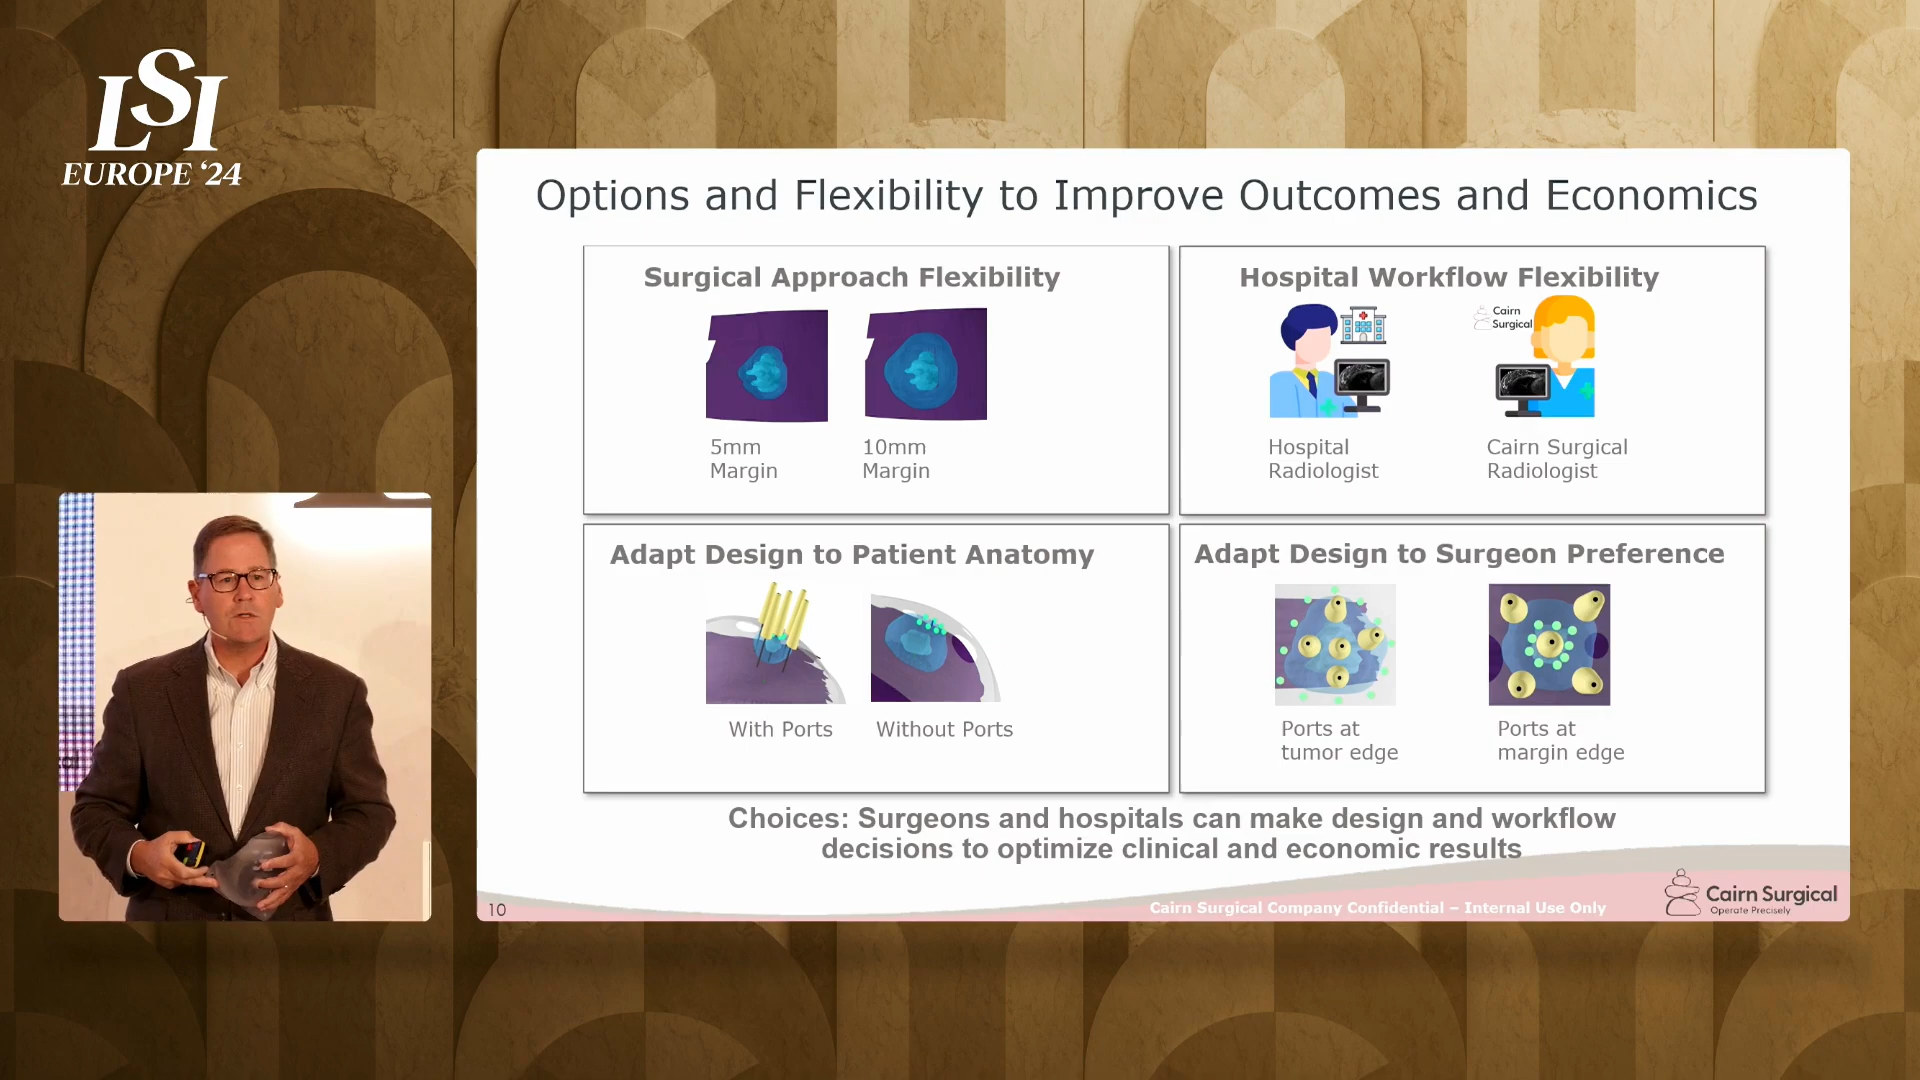 LSI
EUROPE ‘24
Options and Flexibility to Improve Outcomes and Economics
Surgical Approach Flexibility
5mm
Margin
10mm
Margin
Hospital Workflow Flexibility
Cairn
Surgical
Hospital
Radiologist
Cairn Surgical
Radiologist
Adapt Design to Patient Anatomy
With Ports
Without Ports
Adapt Design to Surgeon Preference
Ports at
tumor edge
Ports at
margin edge
Choices: Surgeons and hospitals can make design and workflow
decisions to optimize clinical and economic results
10
Cairn Surgical Company Confidential – Internal Use Only
Cairn Surgical
Operate Precisely